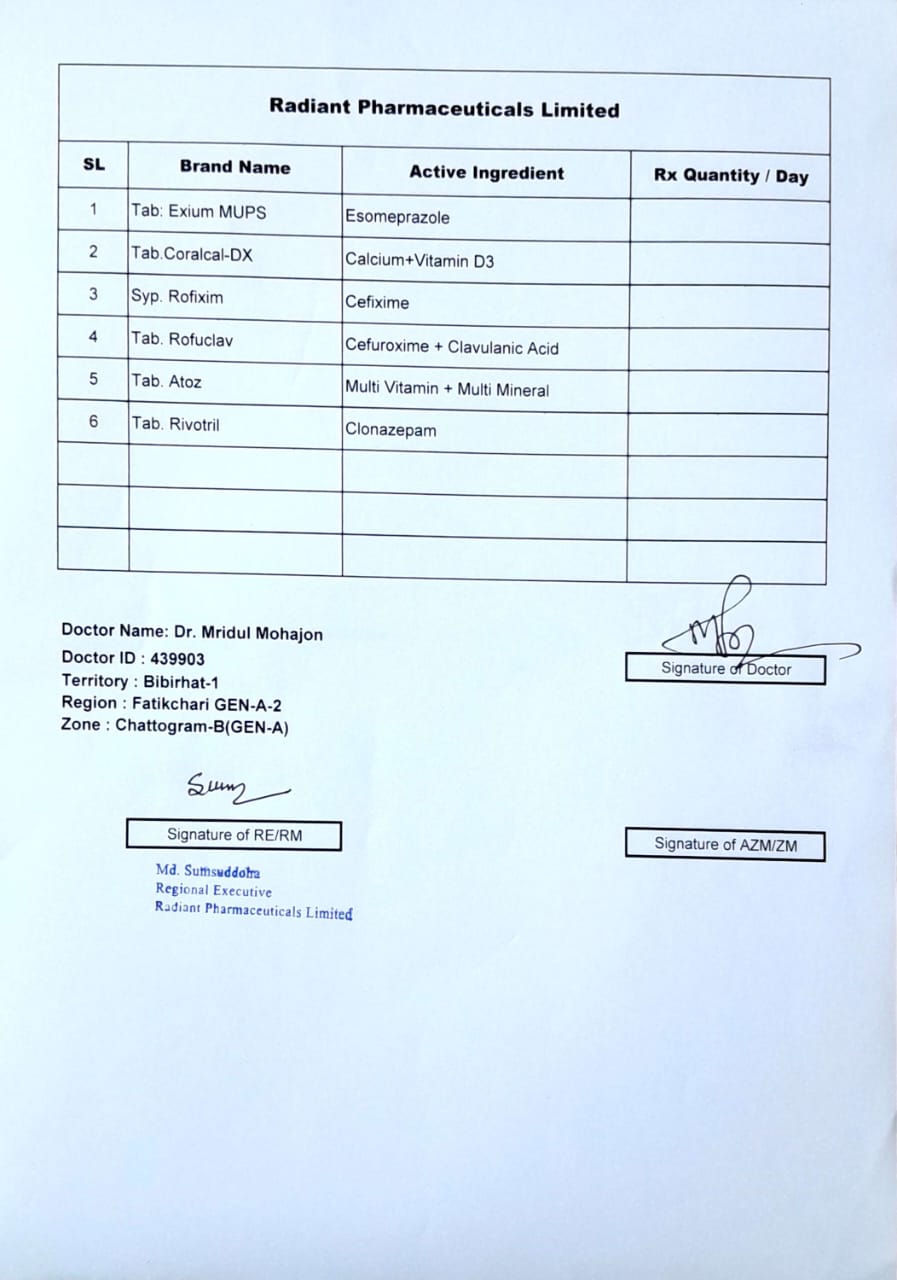 Radiant Pharmaceuticals Limited
SL Brand Name Active Ingredient Rx Quantity / Day
1 Tab: Exium MUPS Esomeprazole
2 Tab.Coralcal-DX Calcium+Vitamin D3
3 Syp. Rofixim Cefixime
4 Tab. Rofuclav Cefuroxime + Clavulanic Acid
5 Tab. Atoz Multi Vitamin + Multi Mineral
6 Tab. Rivotril Clonazepam
Doctor Name: Dr. Mridul Mohajon
Doctor ID : 439903
Territory : Bibirhat-1
Region : Fatikchari GEN-A-2
Zone : Chattogram-B(GEN-A)
Signature of Doctor
Signature of RE/RM
Signature of AZM/ZM
Md. Sumsuddoha
Regional Executive
Radiant Pharmaceuticals Limited